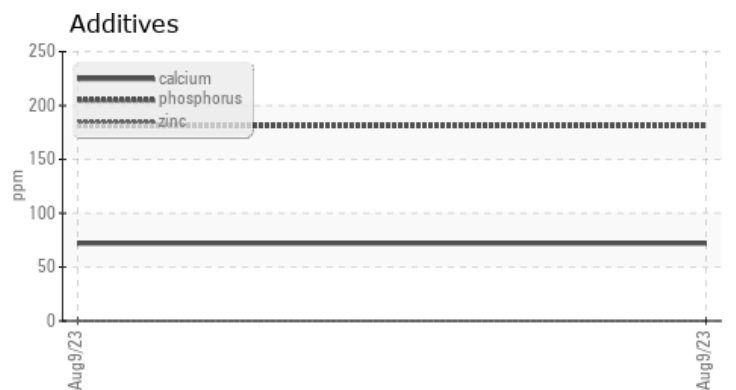 Additives
250
200
150
100
50
0
ppm
calcium
phosphorus
zinc
Aug9/23
Aug9/23